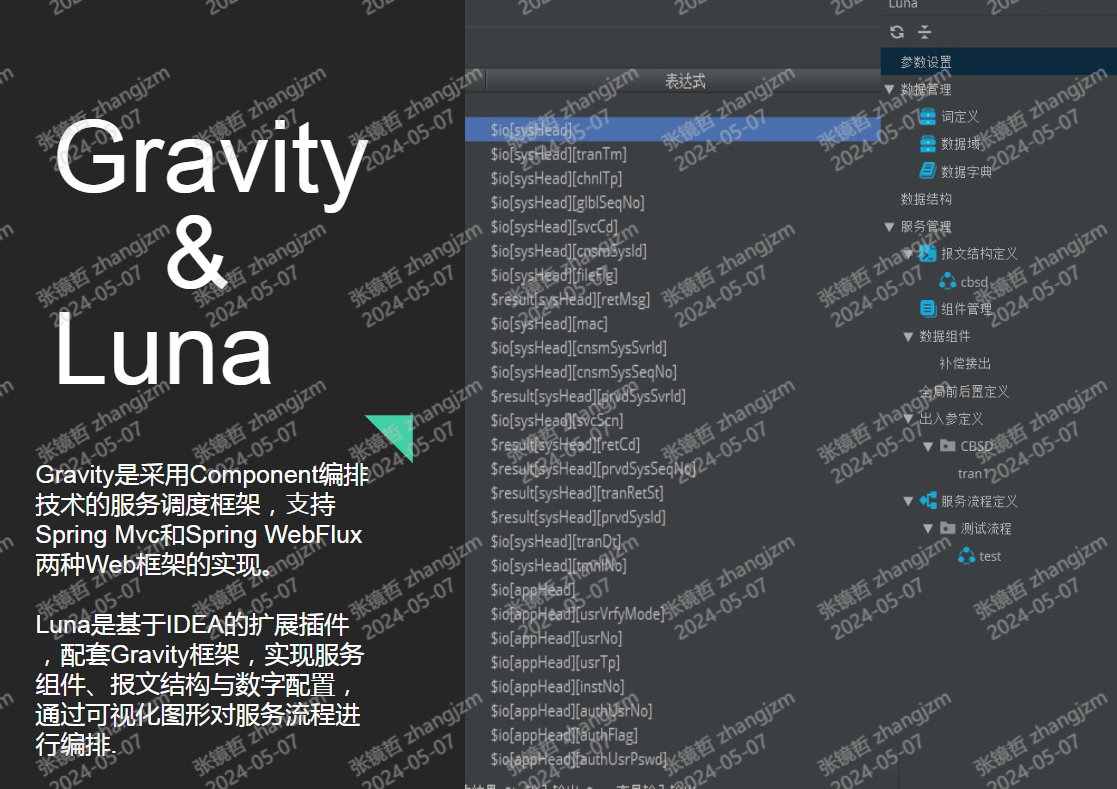 Gravity
&
Luna
Gravity是采用Component编排
技术的服务调度框架，支持
Spring Mvc和Spring WebFlux
两种Web框架的实现。
Luna是基于IDEA的扩展插件
，配套Gravity框架，实现服务
组件、报文结构与数字配置，
通过可视化图形对服务流程进
行编排.
表达式
$io[sysHead]
$io[sysHead][tranTm]
$io[sysHead][chnlTp]
$io[sysHead][glblSeqNo]
$io[sysHead][svcCd]
$io[sysHead][cnsmSysId]
$io[sysHead][fileFlg]
$result[sysHead][retMsg]
$io[sysHead][mac]
$io[sysHead][cnsmSysSvrId]
$io[sysHead][cnsmSysSeqNo]
$result[sysHead][prvdSysSvrId]
$io[sysHead][svcScn]
$result[sysHead][retCd]
$result[sysHead][prvdSysSeqNo]
$result[sysHead][tranRetSt]
$result[sysHead][prvdSysId]
$io[sysHead][tranDt]
$io[sysHead][tmnlNo]
$io[appHead]
$io[appHead][usrVrfyMode]
$io[appHead][usrNo]
$io[appHead][usrTp]
$io[appHead][instNo]
$io[appHead][authUsrNo]
$io[appHead][authFlag]
$io[appHead][authUsrPswd]
Luna
参数设置
数据管理
词定义
数据域
数据字典
数据结构
服务管理
报文结构定义
cbsd
组件管理
数据组件
补偿接出
全局前后置定义
出入参定义
CBSD
tran1
服务流程定义
测试流程
test
张镜哲 zhangjzm
2024-05-07